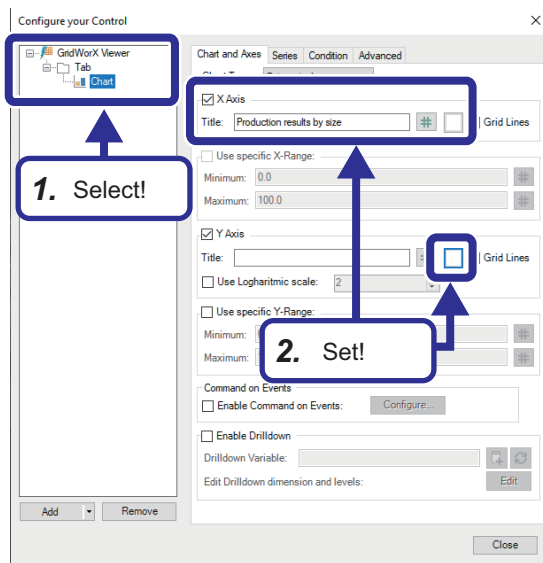 Configure your Control
GridWorX Viewer
Tab
Chart
Chart and Axes Series Condition Advanced
X Axis
Title: Production results by size Grid Lines
1. Select!
Use specific X-Range:
Minimum: 0.0
Maximum: 100.0
Y Axis
Title: Grid Lines
Use Logharitmic scale: 2
Use specific Y-Range:
Minimum:
Maximum:
2. Set!
Command on Events
Enable Command on Events: Configure...
Enable Drilldown
Drilldown Variable:
Edit Drilldown dimension and levels: Edit
Add Remove
Close